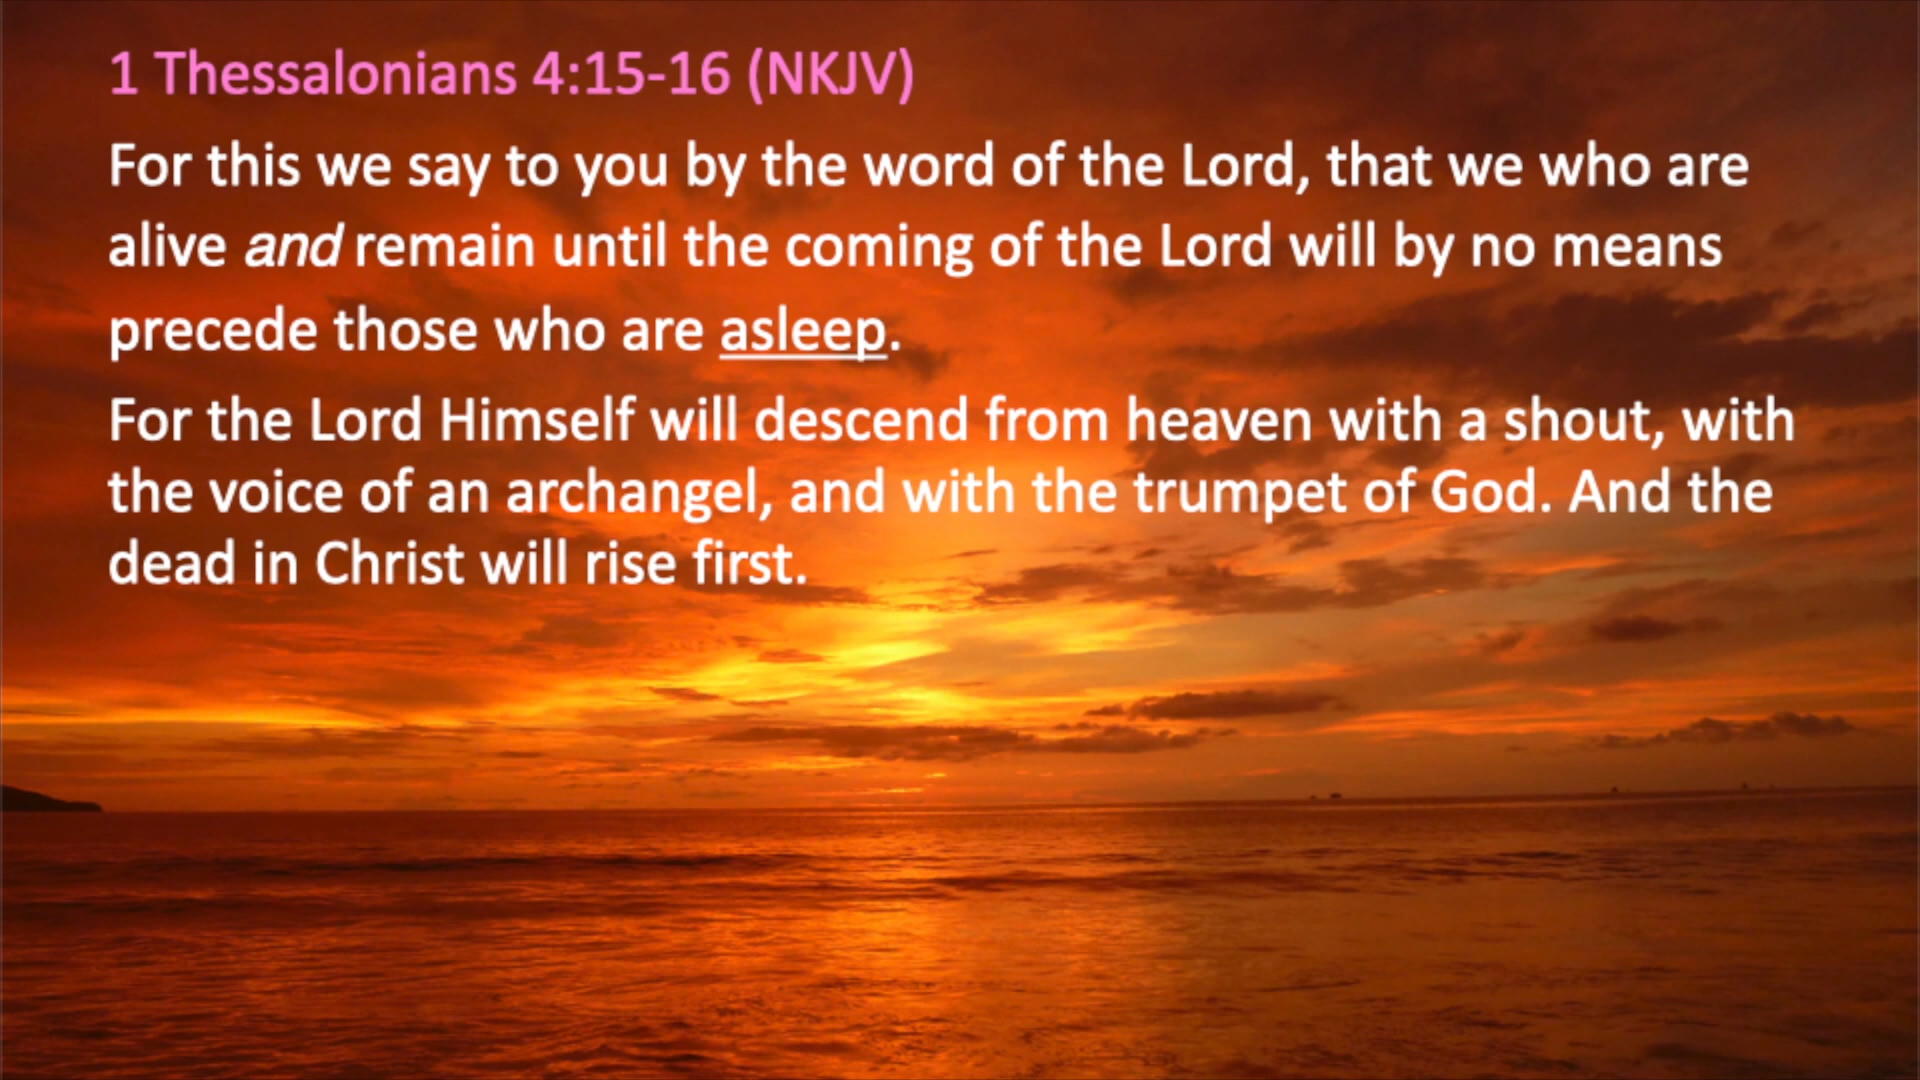 1 Thessalonians 4:15-16 (NKJV)
For this we say to you by the word of the Lord, that we who are
alive and remain until the coming of the Lord will by no means
precede those who are asleep.
For the Lord Himself will descend from heaven with a shout, with
the voice of an archangel, and with the trumpet of God. And the
dead in Christ will rise first.